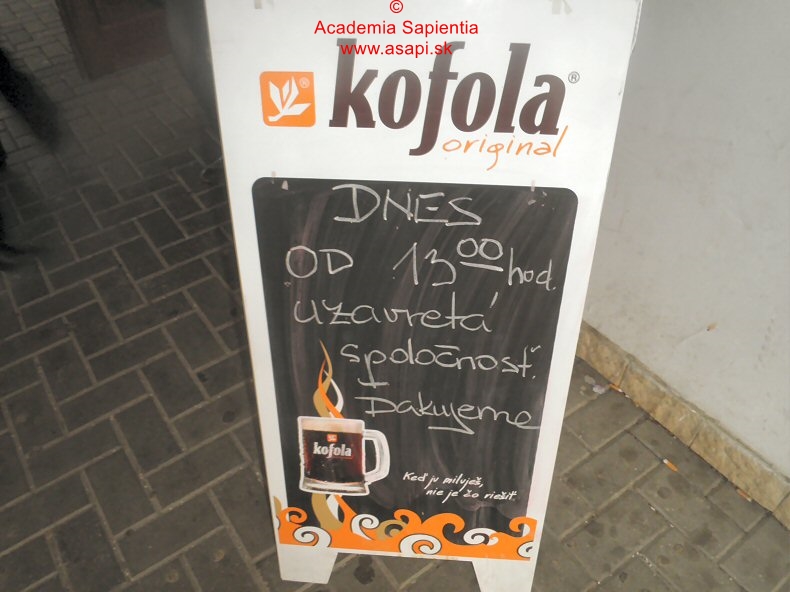 ©
Academia Sapientia
www.asapi.sk
kofola®
original
DNES
OD 13⁰⁰ hod.
uzavretá
spoločnosť.
Ďakujeme
kofola
Keď ju miluješ,
nie je čo riešiť.